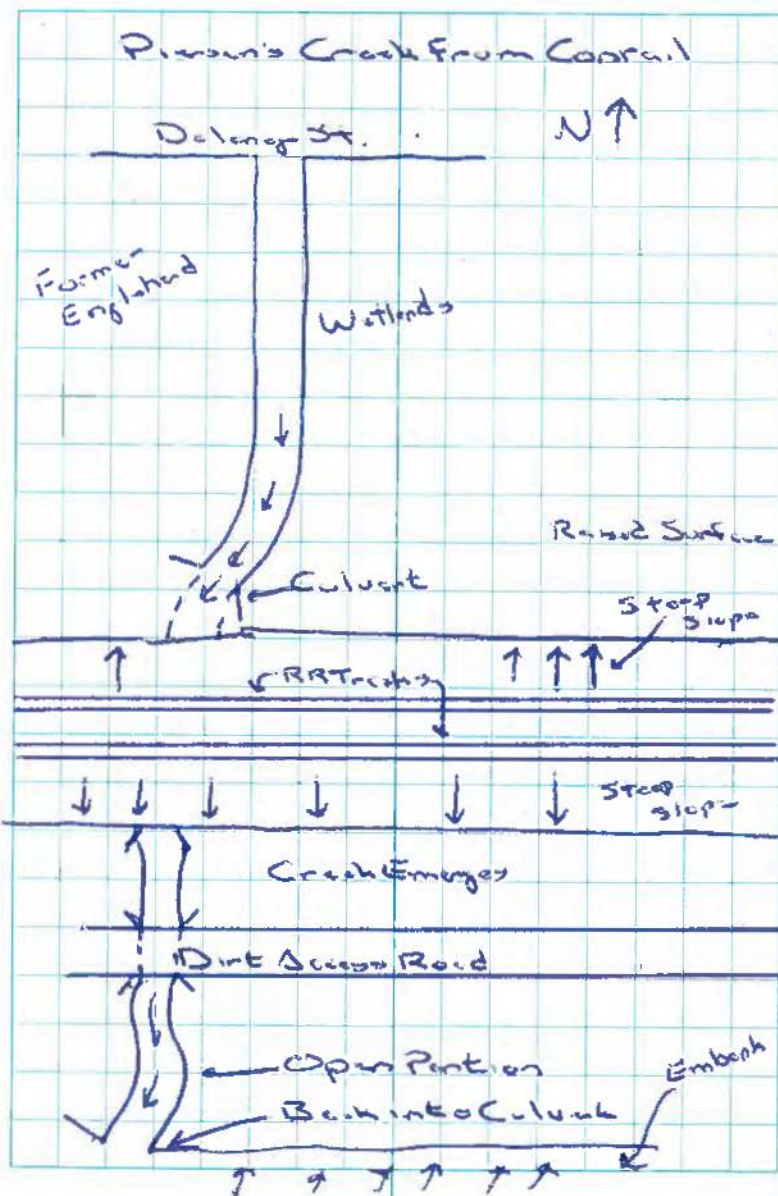 Pierson's Creek From Conrail
N
Delancy St.
Former
Englehard
Wetlands
Raised Surface
Culvert
Steep
Slope
RR Tracks
Steep
slope
Creek Emerges
Dirt Access Road
Open Portion
Embank
Back into Culvert